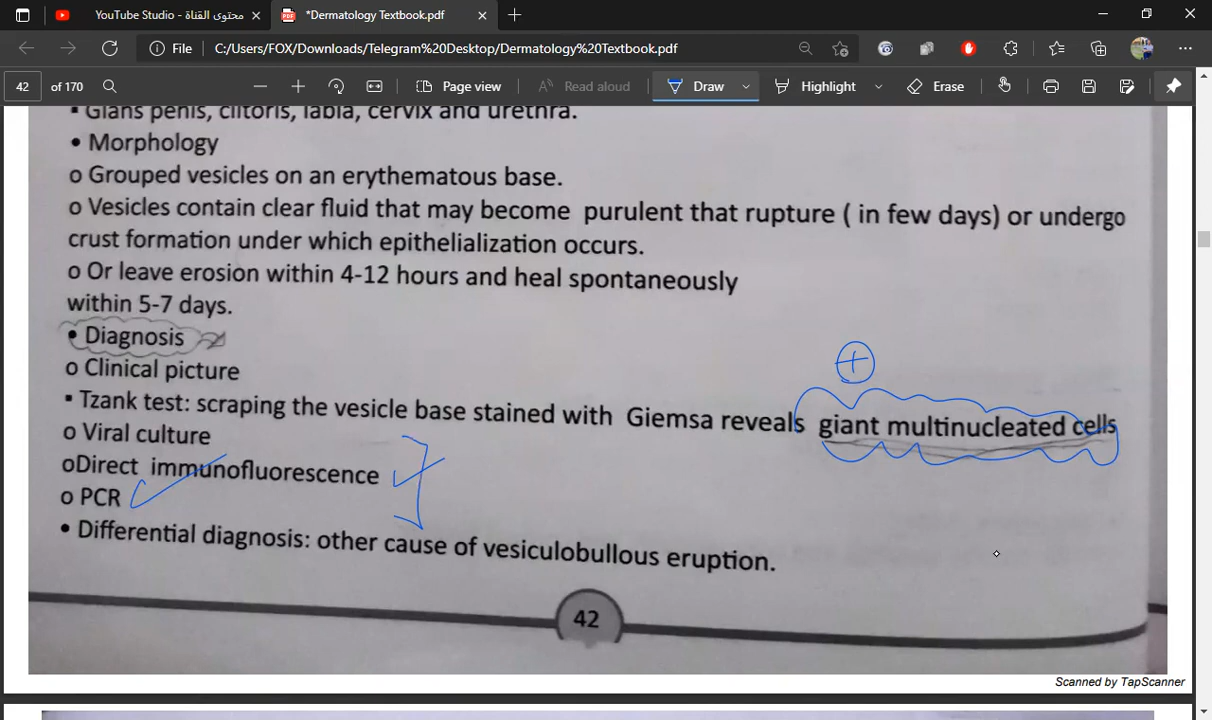 YouTube Studio - محتوى القناة
*Dermatology Textbook.pdf
File
C:/Users/FOX/Downloads/Telegram%20Desktop/Dermatology%20Textbook.pdf
42 of 170
Page view
Read aloud
Draw
Highlight
Erase
• Glans penis, clitoris, labia, cervix and urethra.
• Morphology
o Grouped vesicles on an erythematous base.
o Vesicles contain clear fluid that may become purulent that rupture ( in few days) or undergo
crust formation under which epithelialization occurs.
o Or leave erosion within 4-12 hours and heal spontaneously
within 5-7 days.
• Diagnosis
o Clinical picture
▪ Tzank test: scraping the vesicle base stained with Giemsa reveals giant multinucleated cells
o Viral culture
oDirect immunofluorescence
o PCR
• Differential diagnosis: other cause of vesiculobullous eruption.
42
Scanned by TapScanner